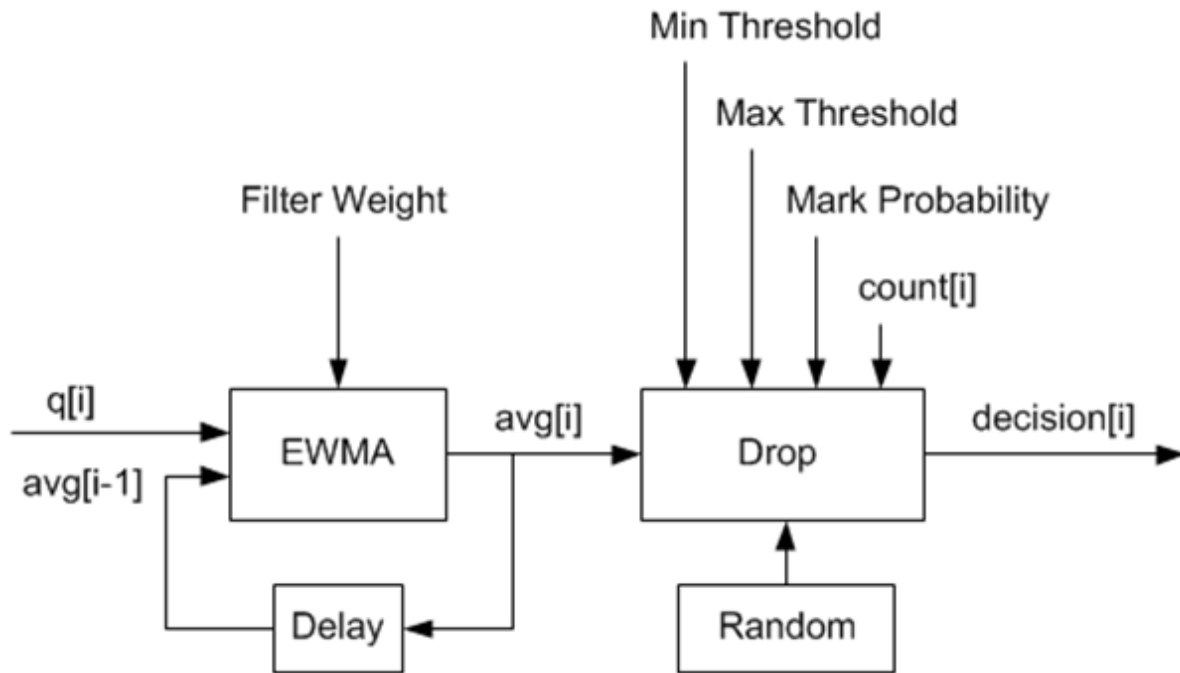 Min Threshold
Max Threshold
Filter Weight
Mark Probability
count[i]
q[i]
avg[i-1]
EWMA
avg[i]
Drop
decision[i]
Delay
Random